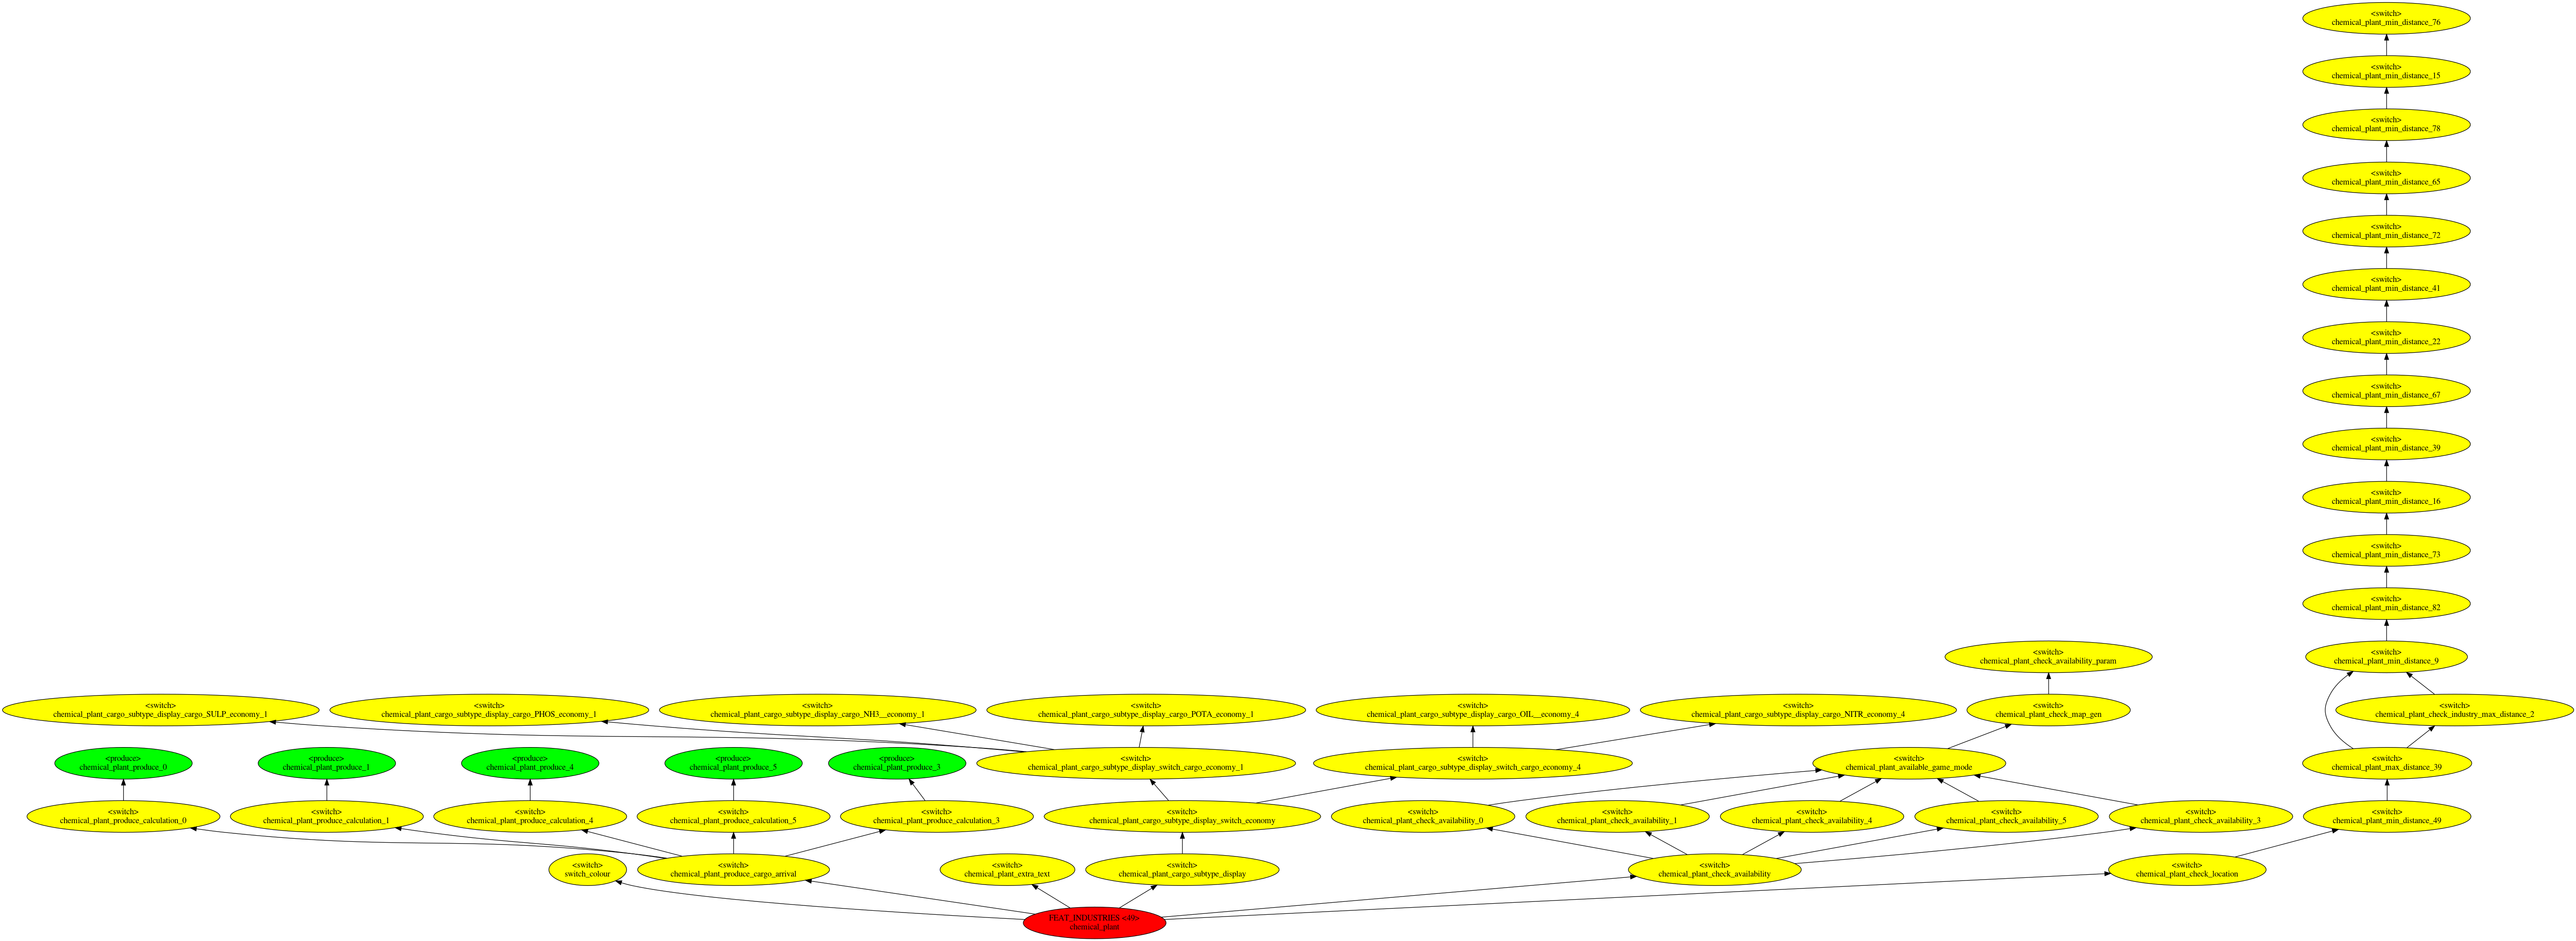 <switch>
chemical_plant_min_distance_76
<switch>
chemical_plant_min_distance_15
<switch>
chemical_plant_min_distance_78
<switch>
chemical_plant_min_distance_65
<switch>
chemical_plant_min_distance_72
<switch>
chemical_plant_min_distance_41
<switch>
chemical_plant_min_distance_22
<switch>
chemical_plant_min_distance_67
<switch>
chemical_plant_min_distance_39
<switch>
chemical_plant_min_distance_16
<switch>
chemical_plant_min_distance_73
<switch>
chemical_plant_min_distance_82
<switch>
chemical_plant_check_availability_param
<switch>
chemical_plant_min_distance_9
<switch>
chemical_plant_cargo_subtype_display_cargo_SULP_economy_1
<switch>
chemical_plant_cargo_subtype_display_cargo_PHOS_economy_1
<switch>
chemical_plant_cargo_subtype_display_cargo_NH3__economy_1
<switch>
chemical_plant_cargo_subtype_display_cargo_POTA_economy_1
<switch>
chemical_plant_cargo_subtype_display_cargo_OIL__economy_4
<switch>
chemical_plant_cargo_subtype_display_cargo_NITR_economy_4
<switch>
chemical_plant_check_map_gen
<switch>
chemical_plant_check_industry_max_distance_2
<produce>
chemical_plant_produce_0
<produce>
chemical_plant_produce_1
<produce>
chemical_plant_produce_4
<produce>
chemical_plant_produce_5
<produce>
chemical_plant_produce_3
<switch>
chemical_plant_cargo_subtype_display_switch_cargo_economy_1
<switch>
chemical_plant_cargo_subtype_display_switch_cargo_economy_4
<switch>
chemical_plant_available_game_mode
<switch>
chemical_plant_max_distance_39
<switch>
chemical_plant_produce_calculation_0
<switch>
chemical_plant_produce_calculation_1
<switch>
chemical_plant_produce_calculation_4
<switch>
chemical_plant_produce_calculation_5
<switch>
chemical_plant_produce_calculation_3
<switch>
chemical_plant_cargo_subtype_display_switch_economy
<switch>
chemical_plant_check_availability_0
<switch>
chemical_plant_check_availability_1
<switch>
chemical_plant_check_availability_4
<switch>
chemical_plant_check_availability_5
<switch>
chemical_plant_check_availability_3
<switch>
chemical_plant_min_distance_49
<switch>
switch_colour
<switch>
chemical_plant_produce_cargo_arrival
<switch>
chemical_plant_extra_text
<switch>
chemical_plant_cargo_subtype_display
<switch>
chemical_plant_check_availability
<switch>
chemical_plant_check_location
FEAT_INDUSTRIES <49>
chemical_plant